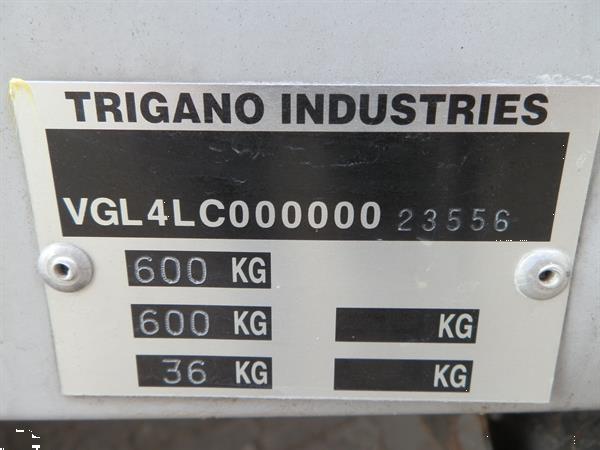 TRIGANO INDUSTRIES
VGL4LC000000 23556
600 KG
600 KG KG
36 KG KG